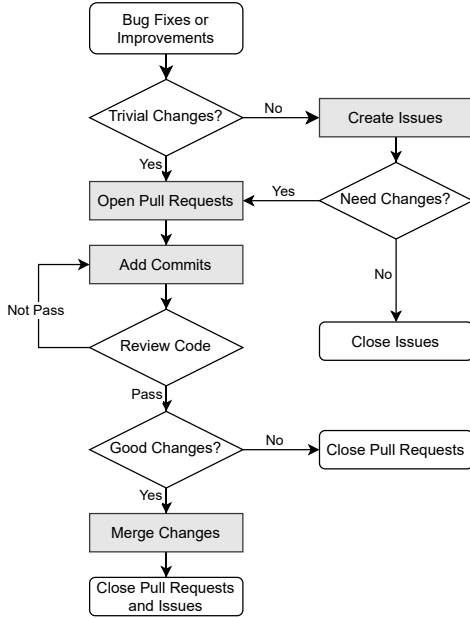 Bug Fixes or
Improvements
Trivial Changes?
No
Create Issues
Yes
Open Pull Requests
Yes
Need Changes?
Add Commits
No
Not Pass
Review Code
Close Issues
Pass
Good Changes?
No
Close Pull Requests
Yes
Merge Changes
Close Pull Requests
and Issues